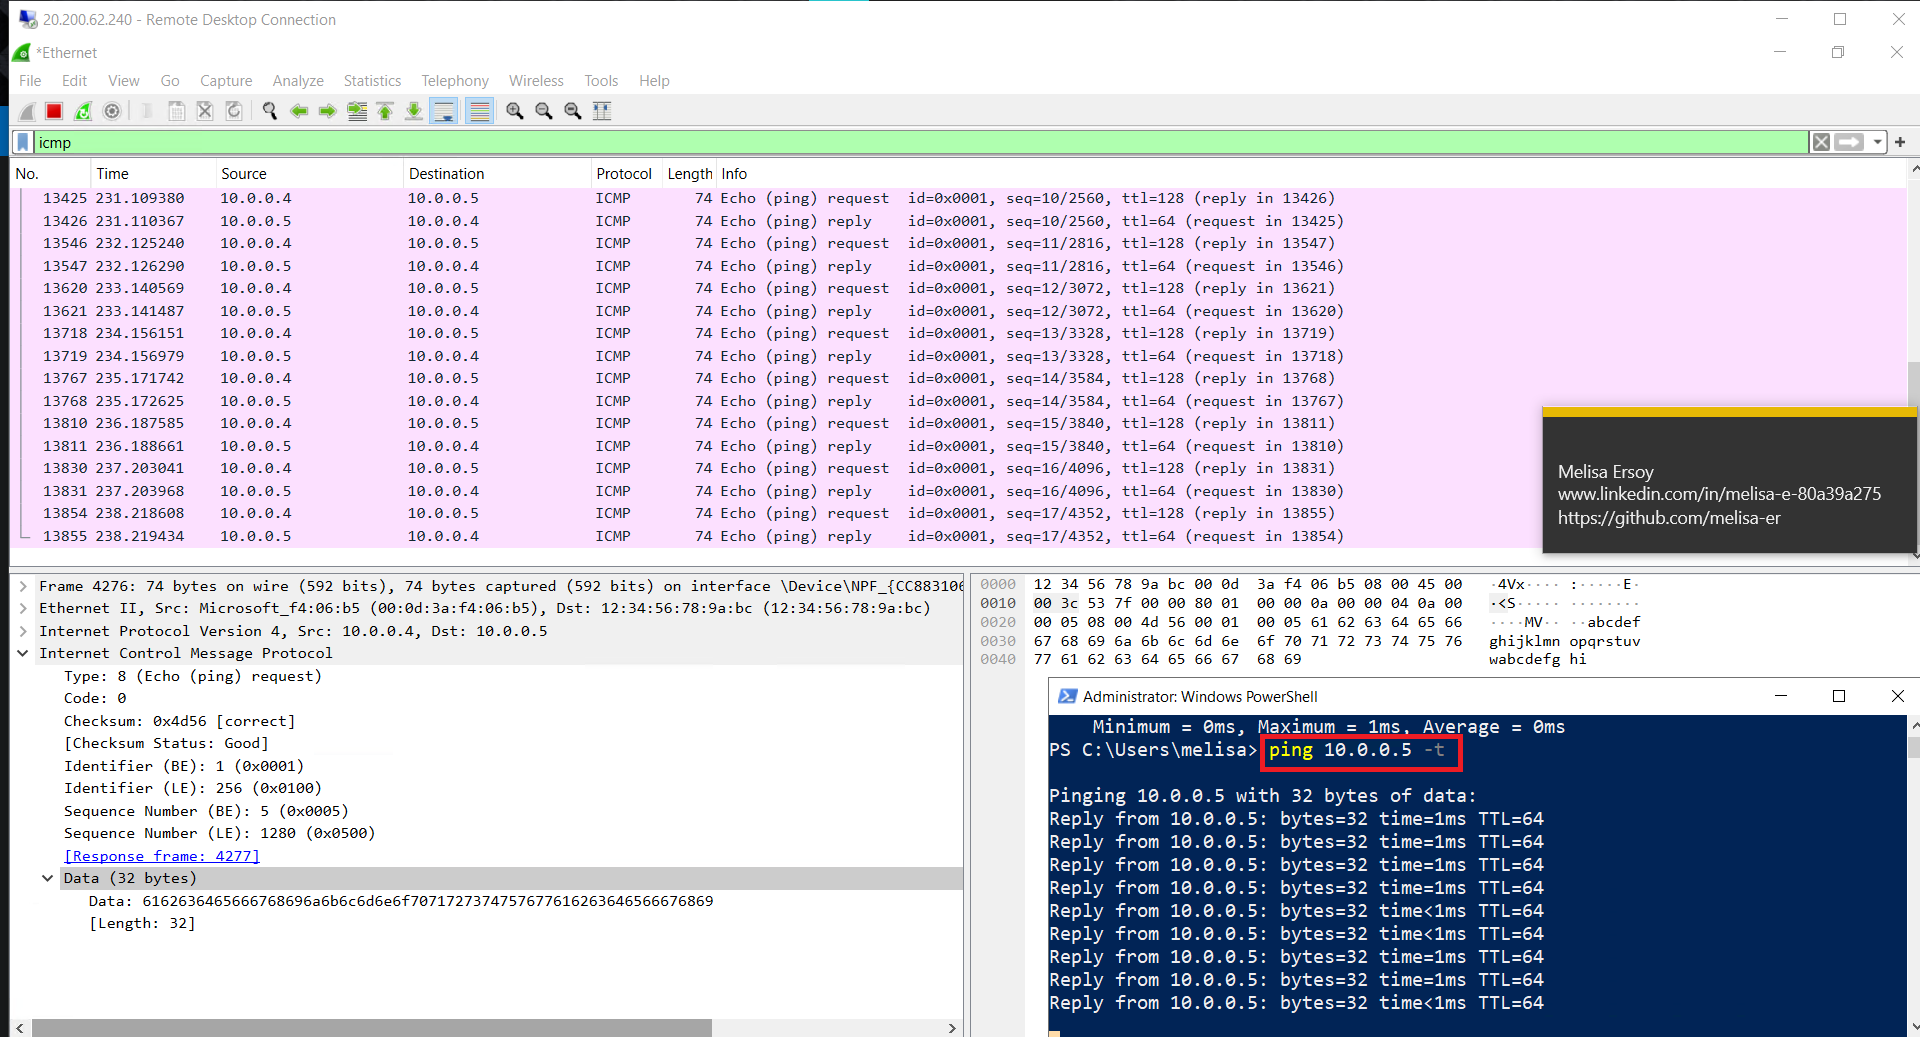 20.200.62.240 - Remote Desktop Connection
*Ethernet
File Edit View Go Capture Analyze Statistics Telephony Wireless Tools Help
icmp
No. Time Source Destination Protocol Length Info
13425 231.109380 10.0.0.4 10.0.0.5 ICMP 74 Echo (ping) request id=0x0001, seq=10/2560, ttl=128 (reply in 13426)
13426 231.110367 10.0.0.5 10.0.0.4 ICMP 74 Echo (ping) reply id=0x0001, seq=10/2560, ttl=64 (request in 13425)
13546 232.125240 10.0.0.4 10.0.0.5 ICMP 74 Echo (ping) request id=0x0001, seq=11/2816, ttl=128 (reply in 13547)
13547 232.126290 10.0.0.5 10.0.0.4 ICMP 74 Echo (ping) reply id=0x0001, seq=11/2816, ttl=64 (request in 13546)
13620 233.140569 10.0.0.4 10.0.0.5 ICMP 74 Echo (ping) request id=0x0001, seq=12/3072, ttl=128 (reply in 13621)
13621 233.141487 10.0.0.5 10.0.0.4 ICMP 74 Echo (ping) reply id=0x0001, seq=12/3072, ttl=64 (request in 13620)
13718 234.156151 10.0.0.4 10.0.0.5 ICMP 74 Echo (ping) request id=0x0001, seq=13/3328, ttl=128 (reply in 13719)
13719 234.156979 10.0.0.5 10.0.0.4 ICMP 74 Echo (ping) reply id=0x0001, seq=13/3328, ttl=64 (request in 13718)
13767 235.171742 10.0.0.4 10.0.0.5 ICMP 74 Echo (ping) request id=0x0001, seq=14/3584, ttl=128 (reply in 13768)
13768 235.172625 10.0.0.5 10.0.0.4 ICMP 74 Echo (ping) reply id=0x0001, seq=14/3584, ttl=64 (request in 13767)
13810 236.187585 10.0.0.4 10.0.0.5 ICMP 74 Echo (ping) request id=0x0001, seq=15/3840, ttl=128 (reply in 13811)
13811 236.188661 10.0.0.5 10.0.0.4 ICMP 74 Echo (ping) reply id=0x0001, seq=15/3840, ttl=64 (request in 13810)
13830 237.203041 10.0.0.4 10.0.0.5 ICMP 74 Echo (ping) request id=0x0001, seq=16/4096, ttl=128 (reply in 13831)
13831 237.203968 10.0.0.5 10.0.0.4 ICMP 74 Echo (ping) reply id=0x0001, seq=16/4096, ttl=64 (request in 13830)
13854 238.218608 10.0.0.4 10.0.0.5 ICMP 74 Echo (ping) request id=0x0001, seq=17/4352, ttl=128 (reply in 13855)
13855 238.219434 10.0.0.5 10.0.0.4 ICMP 74 Echo (ping) reply id=0x0001, seq=17/4352, ttl=64 (request in 13854)
Melisa Ersoy
www.linkedin.com/in/melisa-e-80a39a275
https://github.com/melisa-er
Frame 4276: 74 bytes on wire (592 bits), 74 bytes captured (592 bits) on interface \Device\NPF_{CC883106
Ethernet II, Src: Microsoft_f4:06:b5 (00:0d:3a:f4:06:b5), Dst: 12:34:56:78:9a:bc (12:34:56:78:9a:bc)
Internet Protocol Version 4, Src: 10.0.0.4, Dst: 10.0.0.5
Internet Control Message Protocol
Type: 8 (Echo (ping) request)
Code: 0
Checksum: 0x4d56 [correct]
[Checksum Status: Good]
Identifier (BE): 1 (0x0001)
Identifier (LE): 256 (0x0100)
Sequence Number (BE): 5 (0x0005)
Sequence Number (LE): 1280 (0x0500)
[Response frame: 4277]
Data (32 bytes)
Data: 6162636465666768696a6b6c6d6e6f7071727374757677616263646566676869
[Length: 32]
0000 12 34 56 78 9a bc 00 0d 3a f4 06 b5 08 00 45 00 ·4Vx···· :·····E·
0010 00 3c 53 7f 00 00 80 01 00 00 0a 00 00 04 0a 00 ·<S····· ········
0020 00 05 08 00 4d 56 00 01 00 05 61 62 63 64 65 66 ····MV·· ··abcdef
0030 67 68 69 6a 6b 6c 6d 6e 6f 70 71 72 73 74 75 76 ghijklmn opqrstuv
0040 77 61 62 63 64 65 66 67 68 69 wabcdefg hi
Administrator: Windows PowerShell
Minimum = 0ms, Maximum = 1ms, Average = 0ms
PS C:\Users\melisa> ping 10.0.0.5 -t
Pinging 10.0.0.5 with 32 bytes of data:
Reply from 10.0.0.5: bytes=32 time=1ms TTL=64
Reply from 10.0.0.5: bytes=32 time=1ms TTL=64
Reply from 10.0.0.5: bytes=32 time=1ms TTL=64
Reply from 10.0.0.5: bytes=32 time=1ms TTL=64
Reply from 10.0.0.5: bytes=32 time<1ms TTL=64
Reply from 10.0.0.5: bytes=32 time<1ms TTL=64
Reply from 10.0.0.5: bytes=32 time=1ms TTL=64
Reply from 10.0.0.5: bytes=32 time=1ms TTL=64
Reply from 10.0.0.5: bytes=32 time<1ms TTL=64